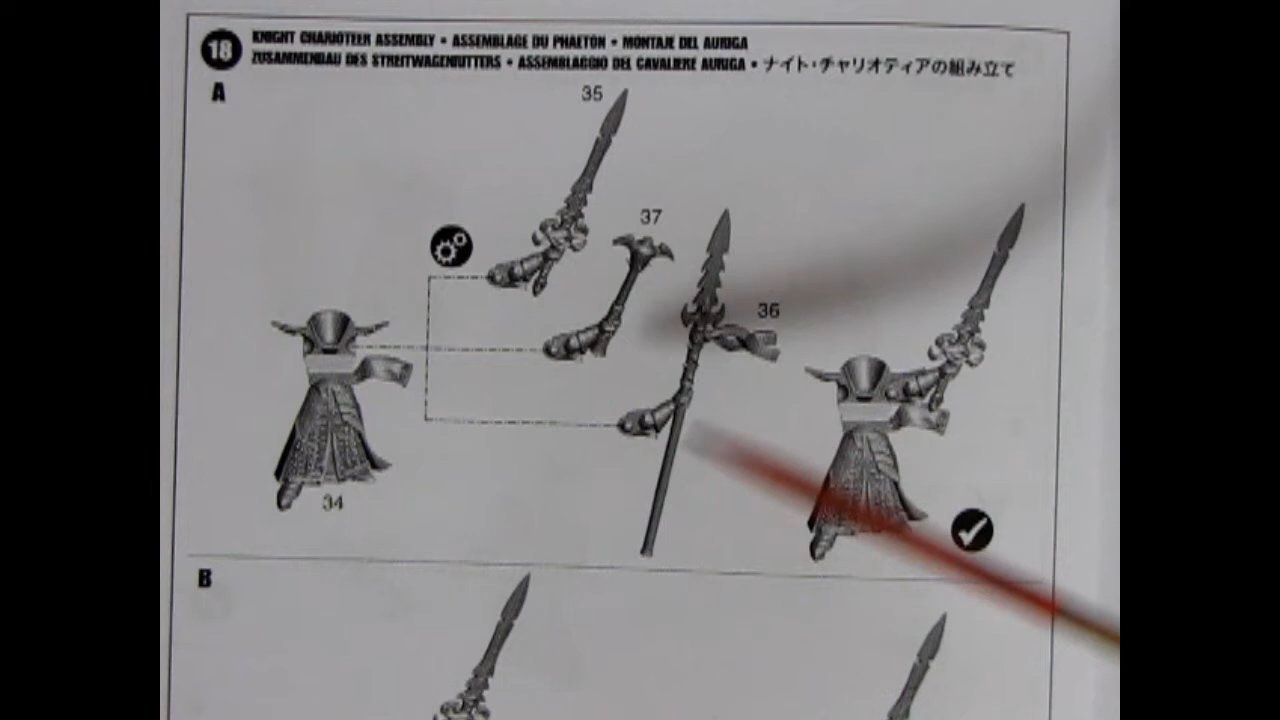 18 KNIGHT CHARIOTEER ASSEMBLY • ASSEMBLAGE DU PHAETON • MONTAJE DEL AURIGA
ZUSAMMENBAU DES STREITWAGENRITTERS • ASSEMBLAGGIO DEL CAVALIERE AURIGA • ナイト・チャリオティアの組み立て
A
35
37
36
34
B